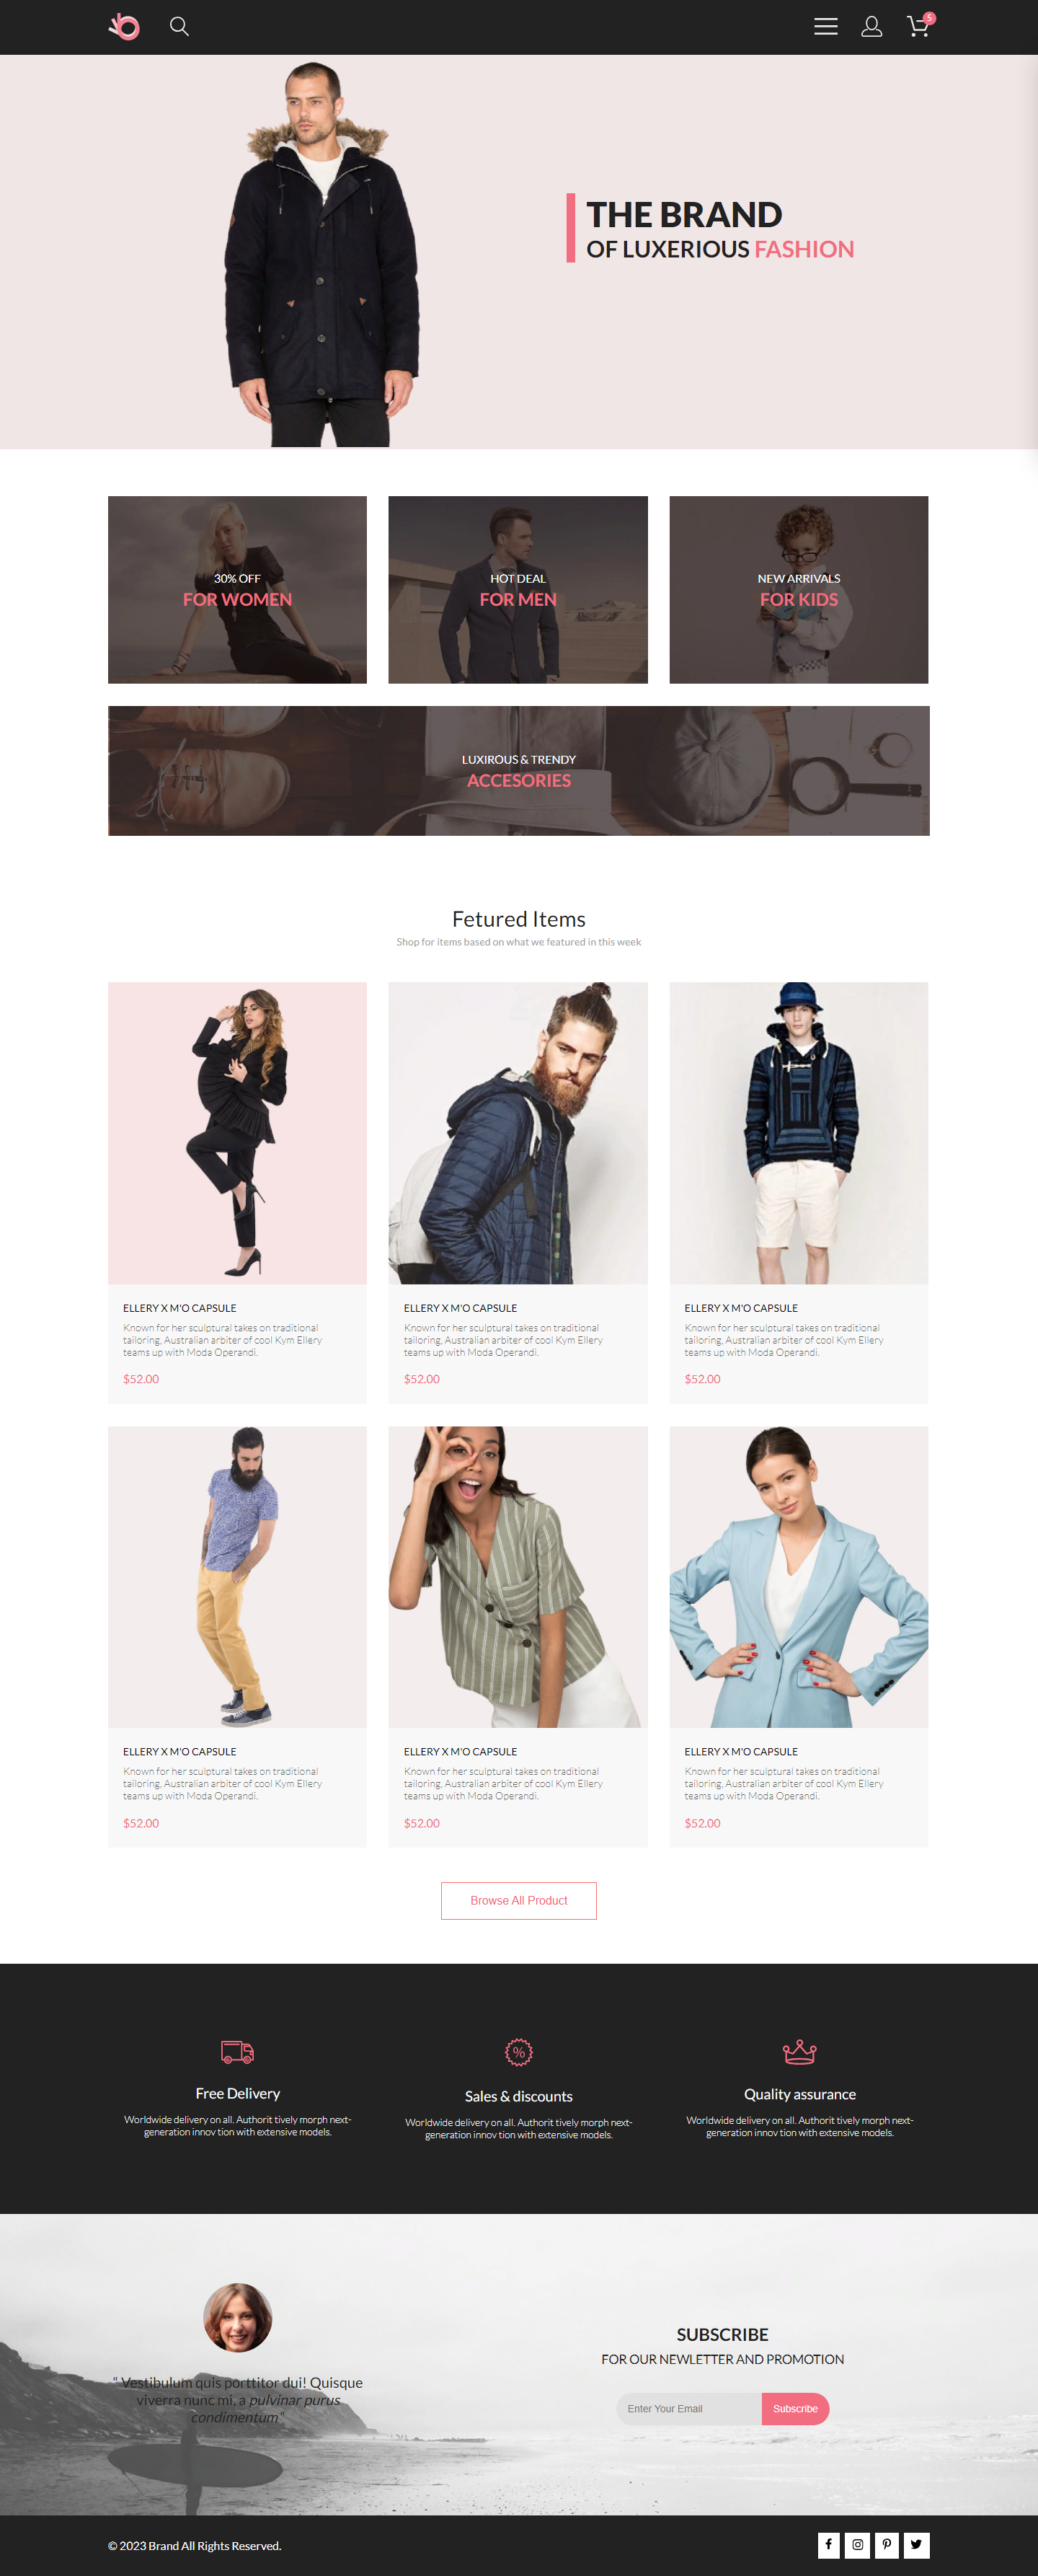 5
THE BRAND
OF LUXERIOUS FASHION
30% OFF
FOR WOMEN
HOT DEAL
FOR MEN
NEW ARRIVALS
FOR KIDS
LUXIROUS & TRENDY
ACCESORIES
Fetured Items
Shop for items based on what we featured in this week
ELLERY X M'O CAPSULE
Known for her sculptural takes on traditional
tailoring, Australian arbiter of cool Kym Ellery
teams up with Moda Operandi.
$52.00
ELLERY X M'O CAPSULE
Known for her sculptural takes on traditional
tailoring, Australian arbiter of cool Kym Ellery
teams up with Moda Operandi.
$52.00
ELLERY X M'O CAPSULE
Known for her sculptural takes on traditional
tailoring, Australian arbiter of cool Kym Ellery
teams up with Moda Operandi.
$52.00
ELLERY X M'O CAPSULE
Known for her sculptural takes on traditional
tailoring, Australian arbiter of cool Kym Ellery
teams up with Moda Operandi.
$52.00
ELLERY X M'O CAPSULE
Known for her sculptural takes on traditional
tailoring, Australian arbiter of cool Kym Ellery
teams up with Moda Operandi.
$52.00
ELLERY X M'O CAPSULE
Known for her sculptural takes on traditional
tailoring, Australian arbiter of cool Kym Ellery
teams up with Moda Operandi.
$52.00
Browse All Product
%
Free Delivery
Worldwide delivery on all. Authorit tively morph next-
generation innov tion with extensive models.
Sales & discounts
Worldwide delivery on all. Authorit tively morph next-
generation innov tion with extensive models.
Quality assurance
Worldwide delivery on all. Authorit tively morph next-
generation innov tion with extensive models.
“ Vestibulum quis porttitor dui! Quisque
viverra nunc mi, a pulvinar purus
condimentum“
SUBSCRIBE
FOR OUR NEWLETTER AND PROMOTION
Enter Your Email
Subscribe
© 2023 Brand All Rights Reserved.